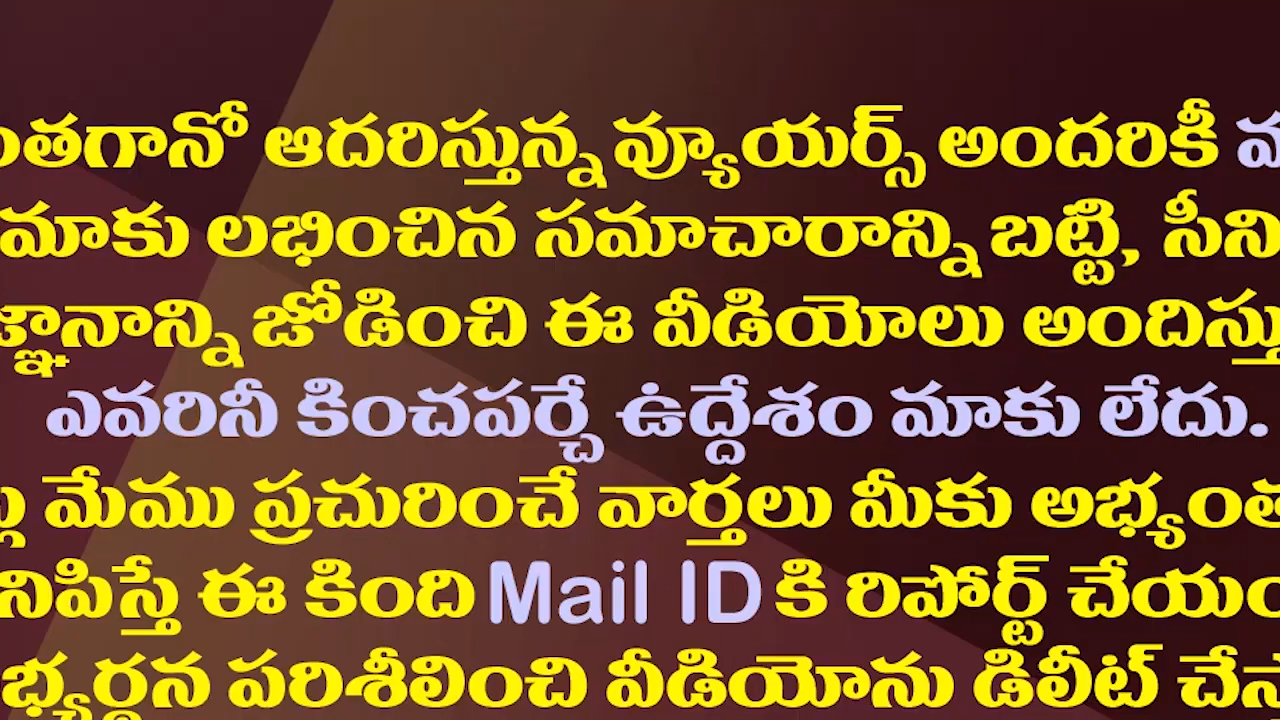 ంతగానో ఆదరిస్తున్న వ్యూయర్స్ అందరికీ
మాకు లభించిన సమాచారాన్ని బట్టి, సీని
జ్ఞానాన్ని జోడించి ఈ వీడియోలు అందిస్తు
ఎవరినీ కించపర్చే ఉద్దేశం మాకు లేదు.
మేము ప్రచురించే వార్తలు మీకు అభ్యంత
నిపిస్తే ఈ కింది Mail ID కి రిపోర్ట్ చేయం
భ్యర్థన పరిశీలించి వీడియోను డిలీట్ చేస